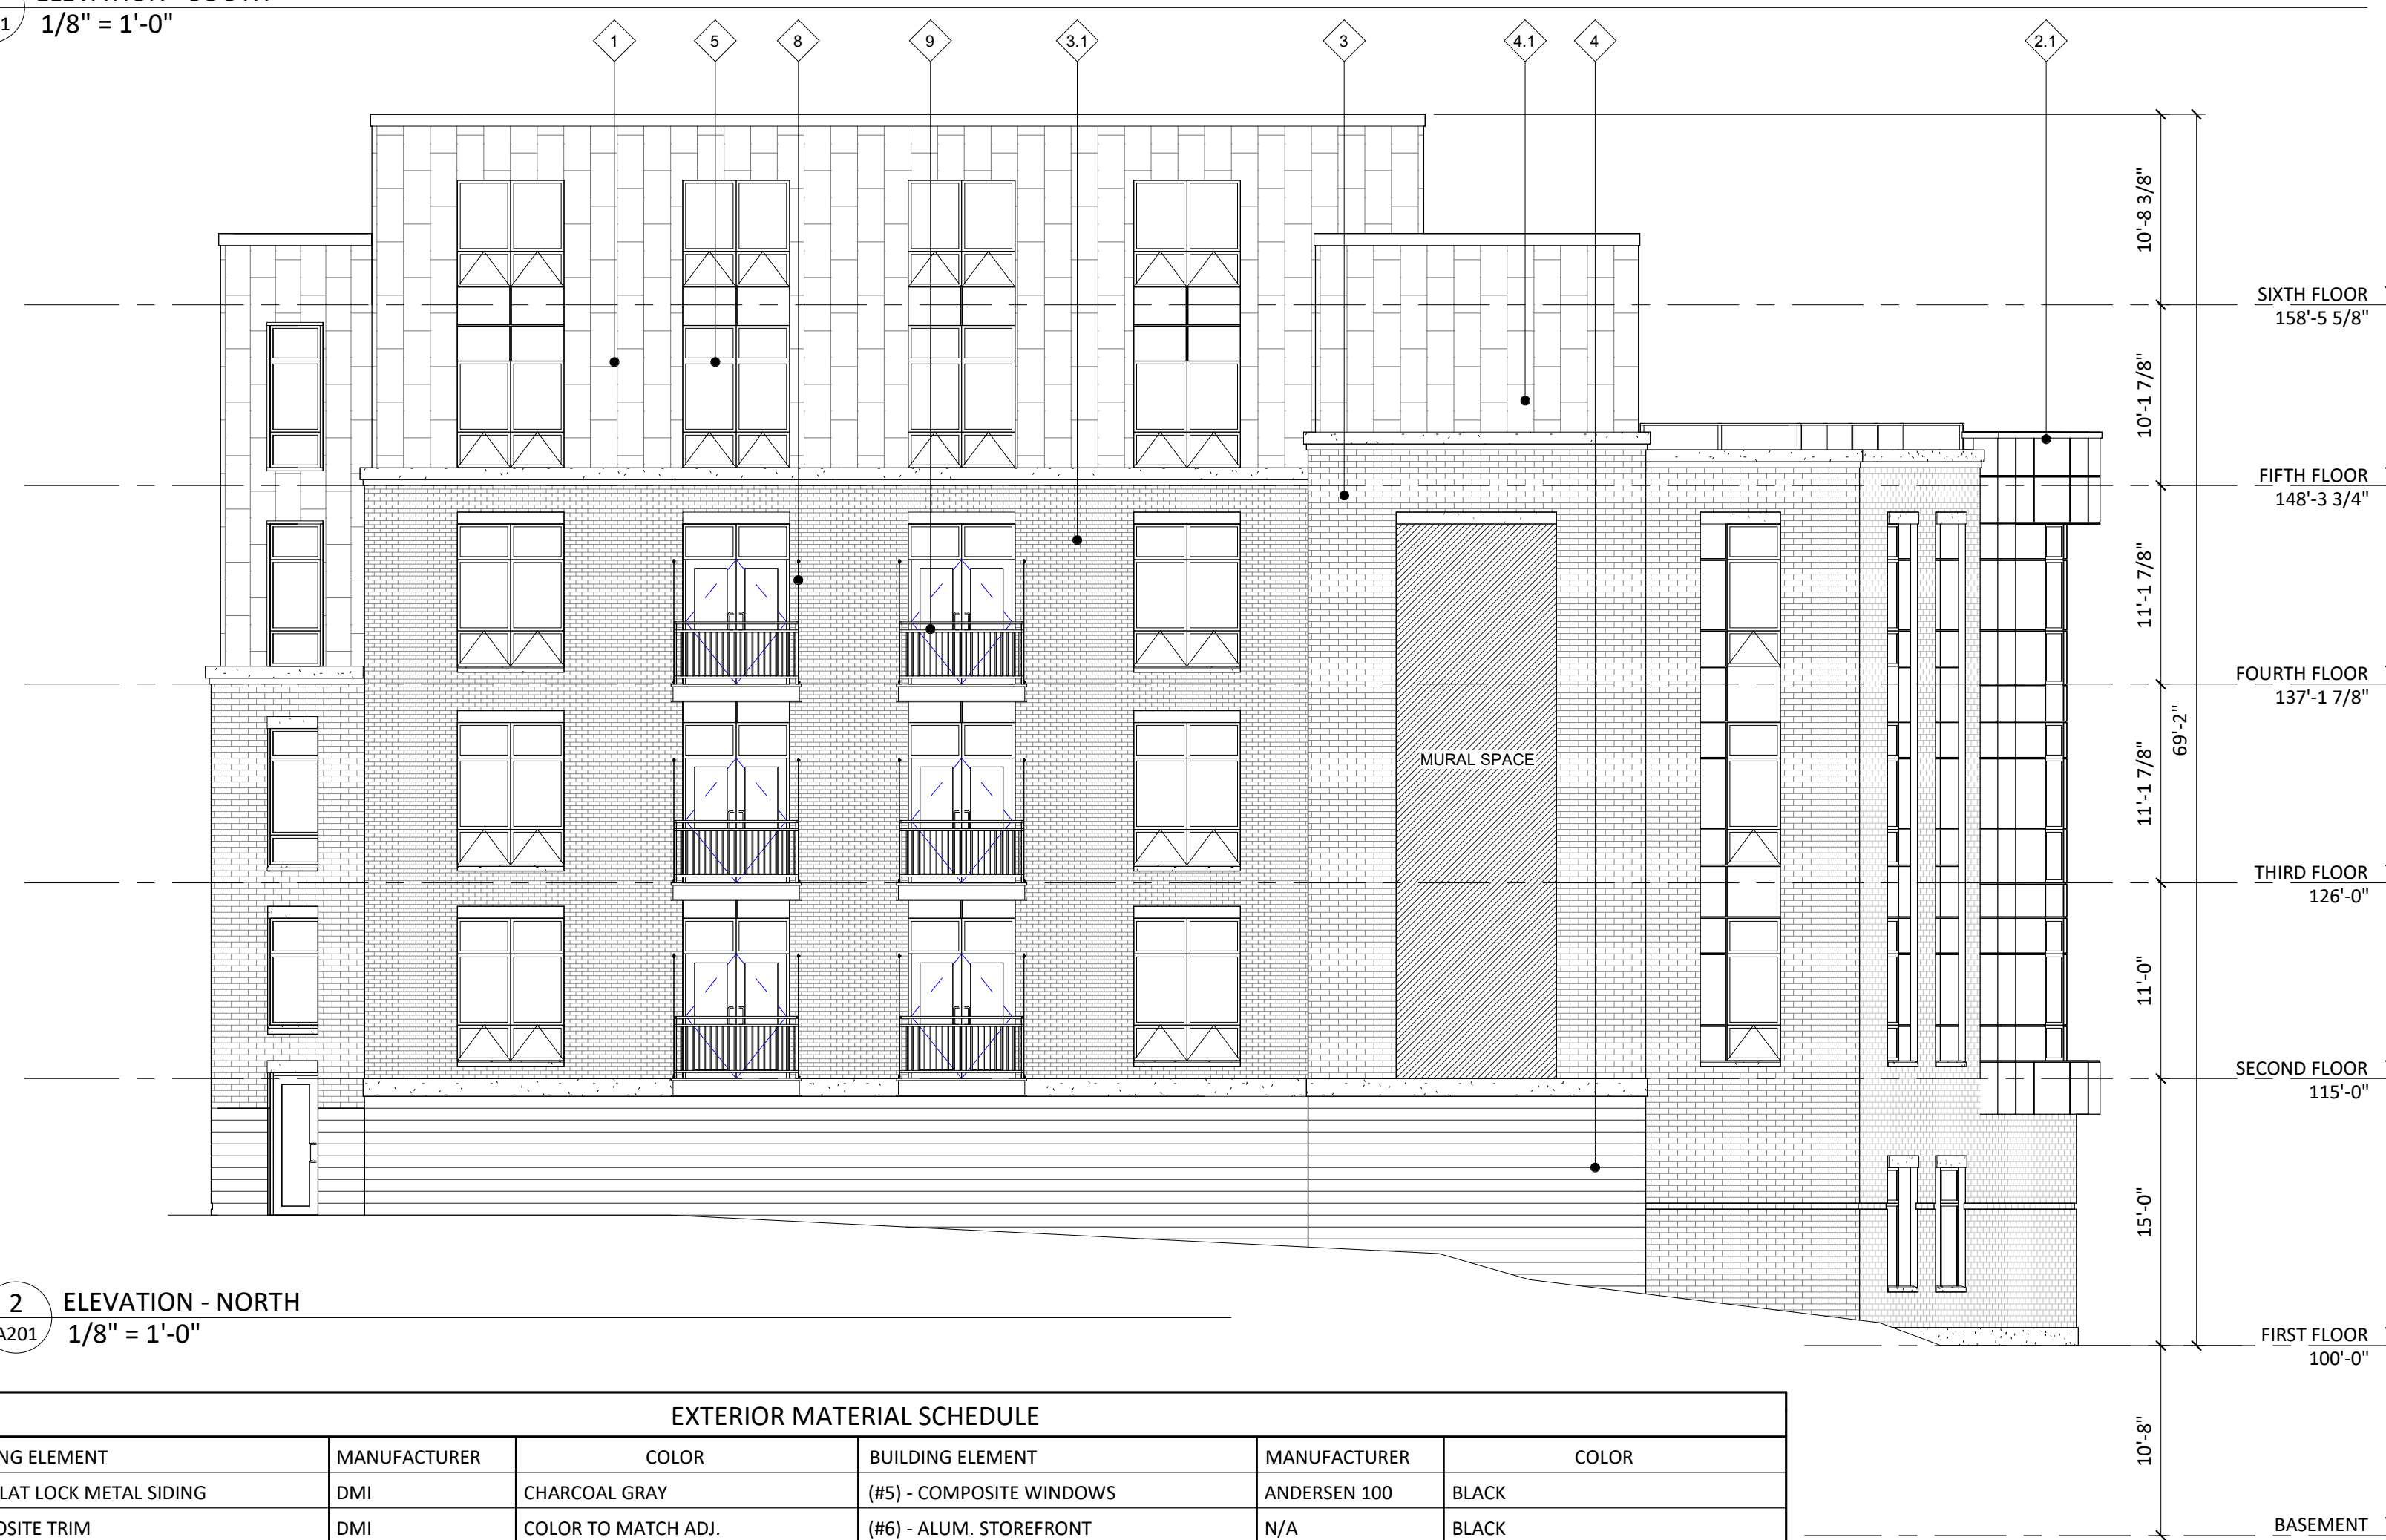 1
1/8" = 1'-0"
1
5
8
9
3.1
3
4.1
4
2.1
10'-8 3/8"
SIXTH FLOOR
158'-5 5/8"
10'-1 7/8"
FIFTH FLOOR
148'-3 3/4"
11'-1 7/8"
FOURTH FLOOR
137'-1 7/8"
69'-2"
MURAL SPACE
11'-1 7/8"
THIRD FLOOR
126'-0"
11'-0"
SECOND FLOOR
115'-0"
15'-0"
2
A201
ELEVATION - NORTH
1/8" = 1'-0"
FIRST FLOOR
100'-0"
10'-8"
BASEMENT
EXTERIOR MATERIAL SCHEDULE
NG ELEMENT MANUFACTURER COLOR BUILDING ELEMENT MANUFACTURER COLOR
LAT LOCK METAL SIDING DMI CHARCOAL GRAY (#5) - COMPOSITE WINDOWS ANDERSEN 100 BLACK
OSITE TRIM DMI COLOR TO MATCH ADJ. (#6) - ALUM. STOREFRONT N/A BLACK